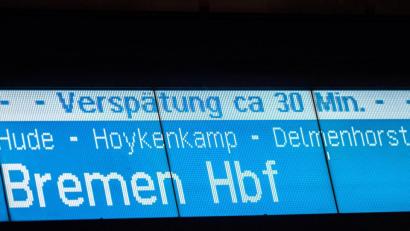 - - Verspätung ca 30 Min. - -
Hude - Hoykenkamp - Delmenhorst
Bremen Hbf